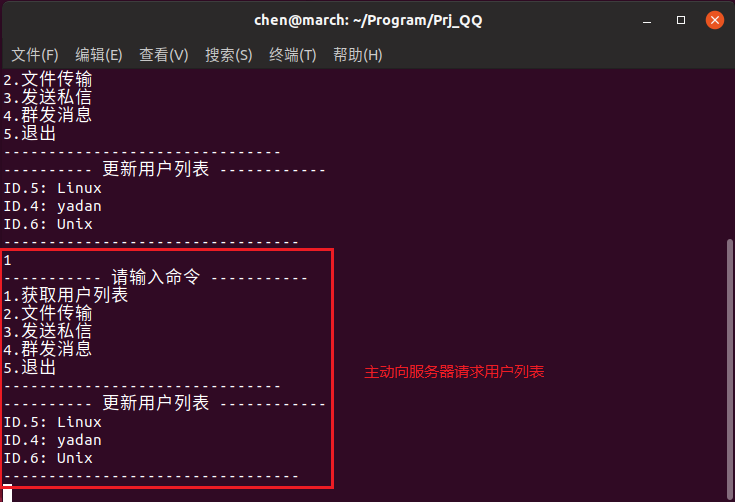 chen@march: ~/Program/Prj_QQ
文件(F) 编辑(E) 查看(V) 搜索(S) 终端(T) 帮助(H)
2.文件传输
3.发送私信
4.群发消息
5.退出
-------------------------------
---------- 更新用户列表 ------------
ID.5: Linux
ID.4: yadan
ID.6: Unix
---------------------------------
1
----------- 请输入命令 -----------
1.获取用户列表
2.文件传输
3.发送私信
4.群发消息
5.退出
主动向服务器请求用户列表
-------------------------------
---------- 更新用户列表 ------------
ID.5: Linux
ID.4: yadan
ID.6: Unix
---------------------------------